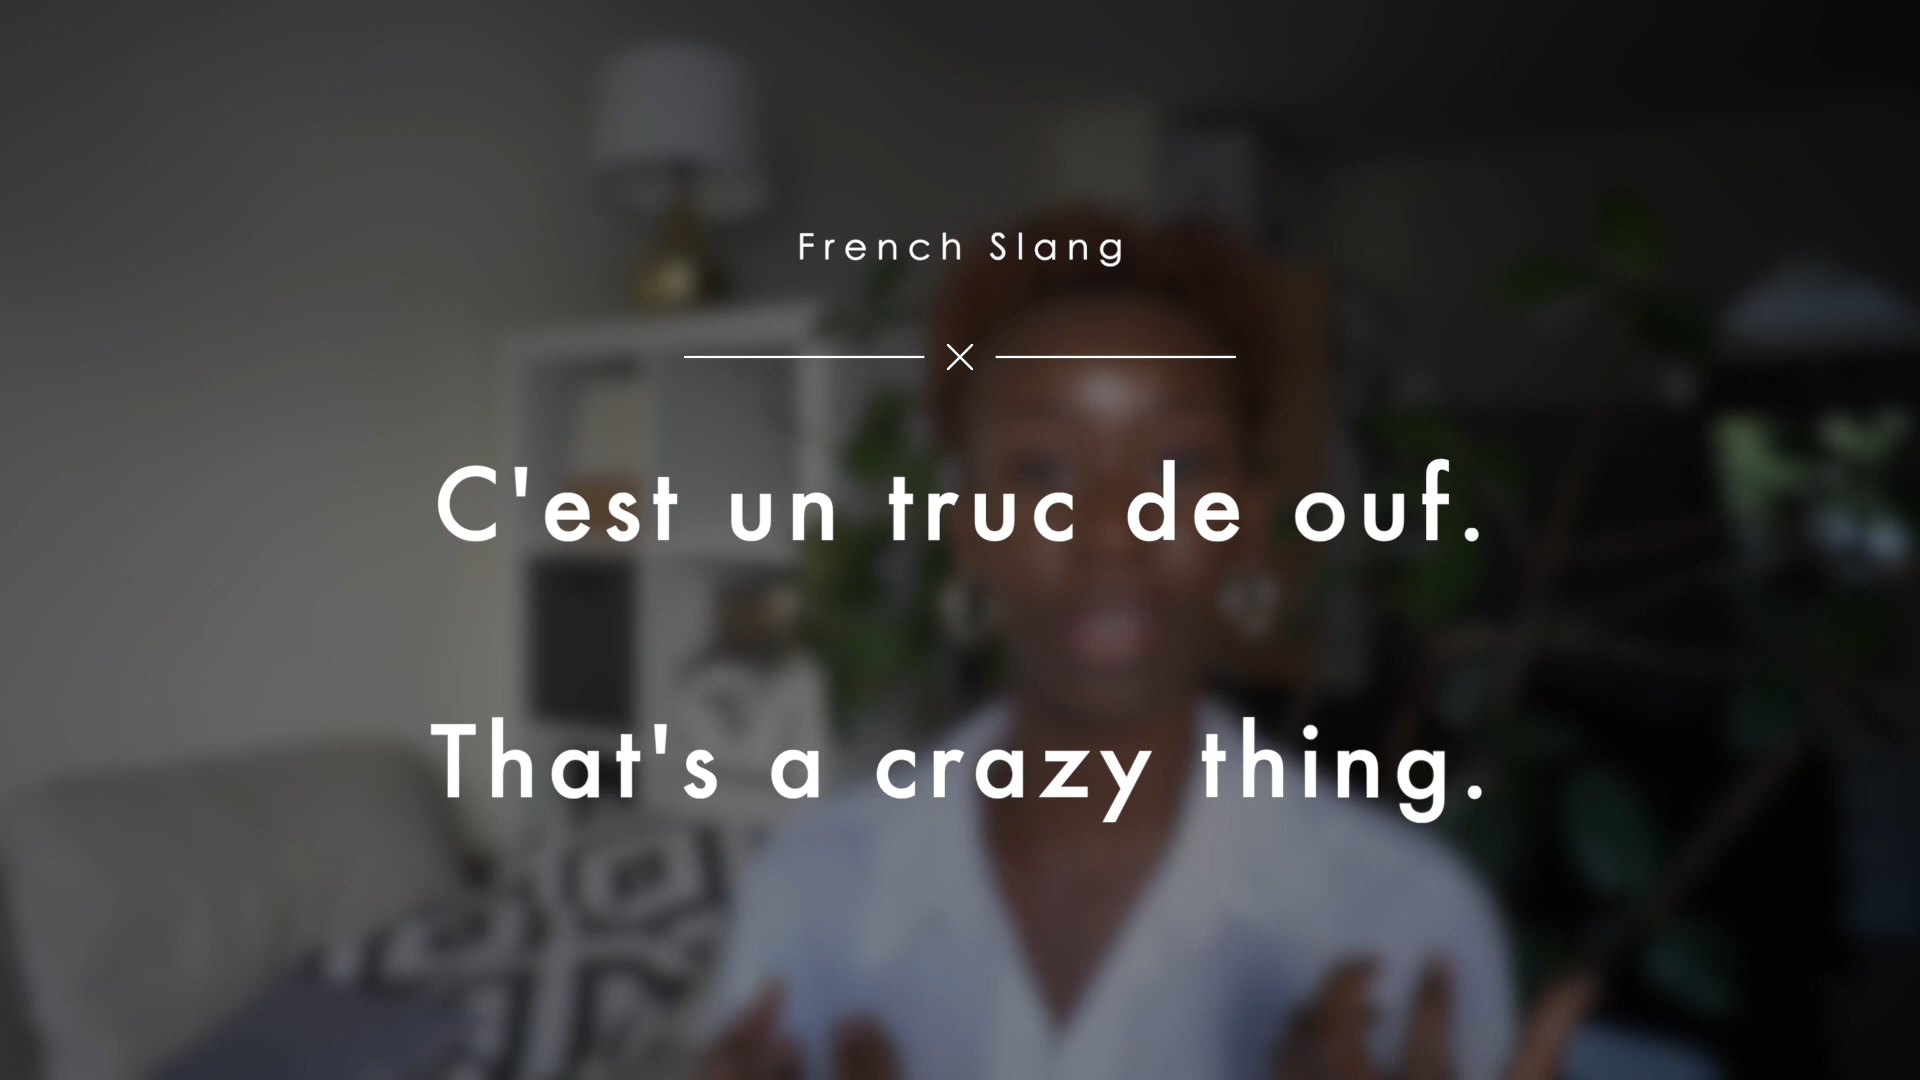 French Slang
C'est un truc de ouf.
That's a crazy thing.